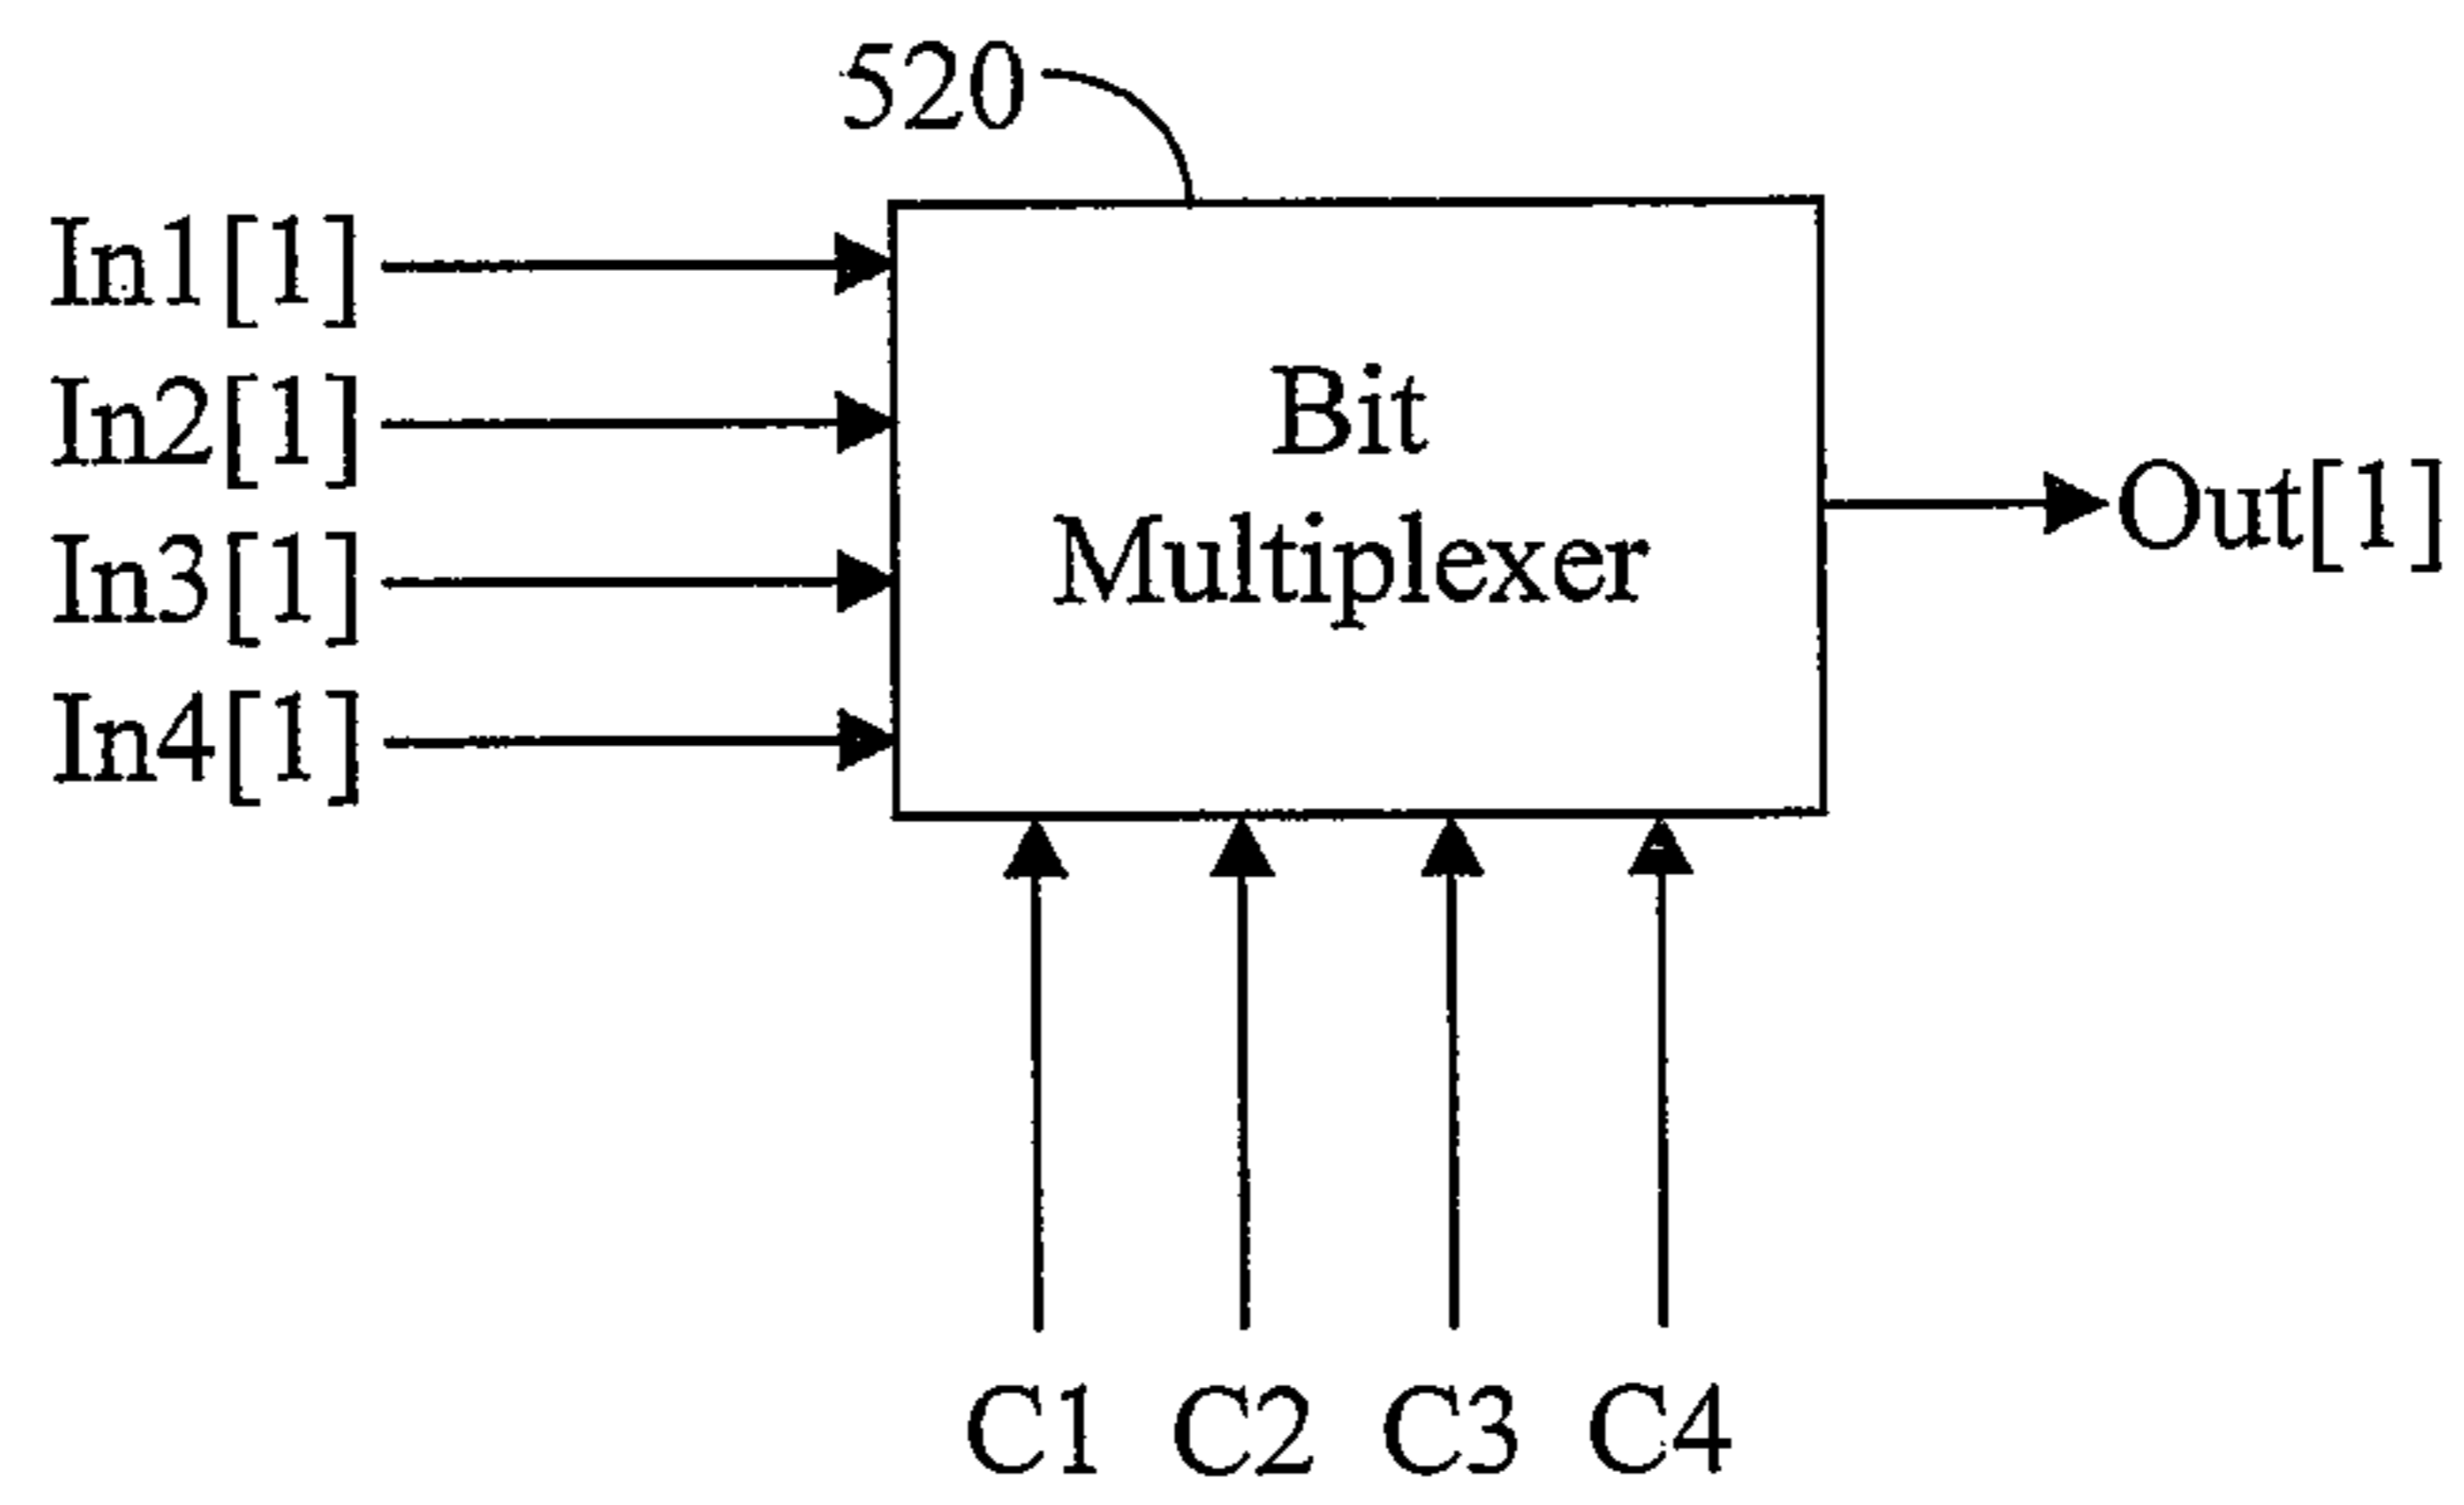 520
In1[1]
In2[1]
In3[1]
In4[1]
Bit
Multiplexer
Out[1]
C1 C2 C3 C4